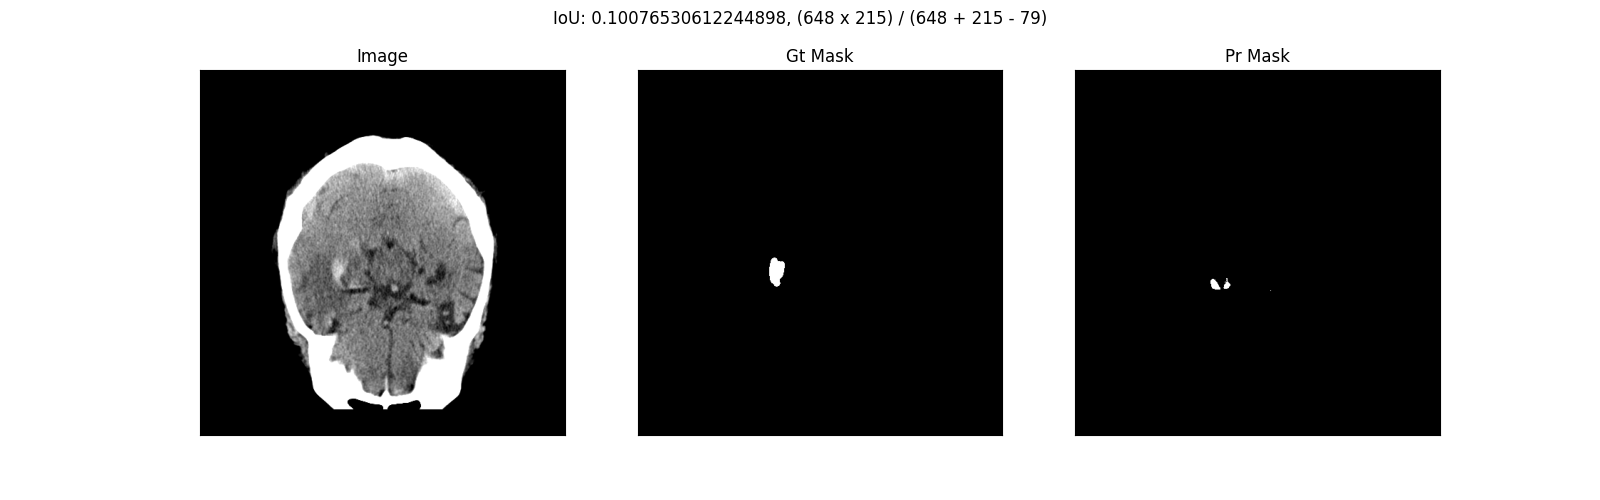 IoU: 0.10076530612244898, (648 x 215) / (648 + 215 - 79)
Image
Gt Mask
Pr Mask